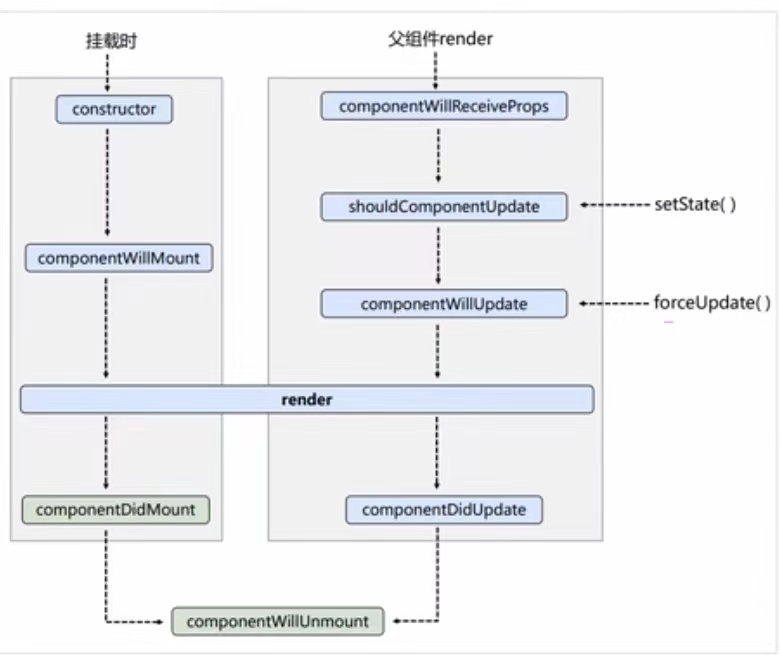 挂载时
父组件render
constructor
componentWillReceiveProps
shouldComponentUpdate
setState( )
componentWillMount
componentWillUpdate
forceUpdate( )
render
componentDidMount
componentDidUpdate
componentWillUnmount